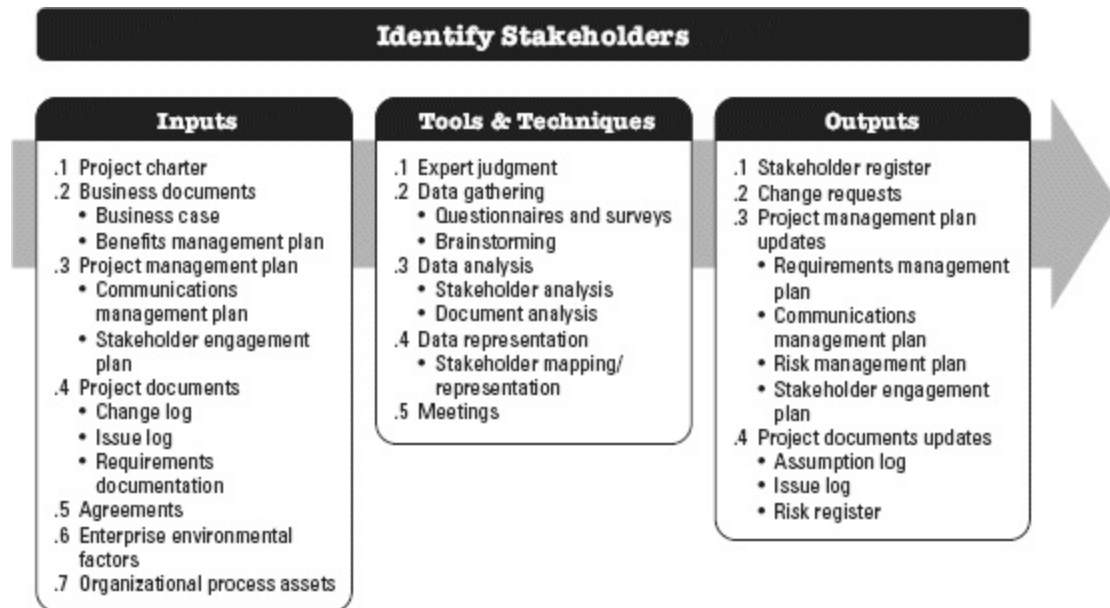 Identify Stakeholders
Inputs
.1 Project charter
.2 Business documents
• Business case
• Benefits management plan
.3 Project management plan
• Communications
management plan
• Stakeholder engagement
plan
.4 Project documents
• Change log
• Issue log
• Requirements
documentation
.5 Agreements
.6 Enterprise environmental
factors
.7 Organizational process assets
Tools & Techniques
.1 Expert judgment
.2 Data gathering
• Questionnaires and surveys
• Brainstorming
.3 Data analysis
• Stakeholder analysis
• Document analysis
.4 Data representation
• Stakeholder mapping/
representation
.5 Meetings
Outputs
.1 Stakeholder register
.2 Change requests
.3 Project management plan
updates
• Requirements management
plan
• Communications
management plan
• Risk management plan
• Stakeholder engagement
plan
.4 Project documents updates
• Assumption log
• Issue log
• Risk register